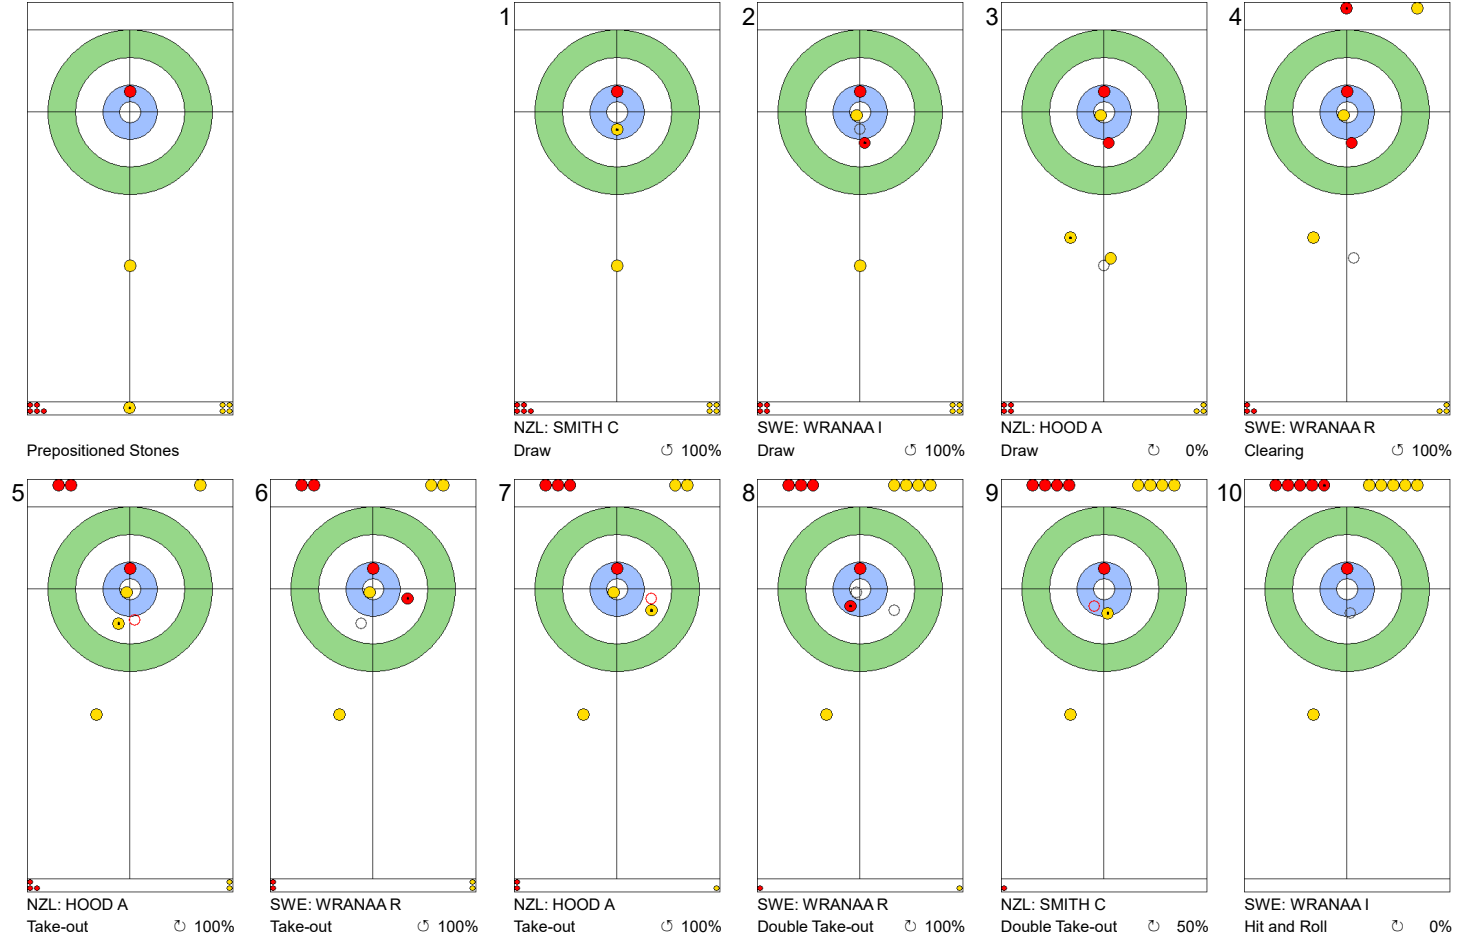 1
2
3
4
Prepositioned Stones
NZL: SMITH C
Draw ↺ 100%
SWE: WRANAA I
Draw ↺ 100%
NZL: HOOD A
Draw ↻ 0%
SWE: WRANAA R
Clearing ↻ 100%
5
6
7
8
9
10
NZL: HOOD A
Take-out ↻ 100%
SWE: WRANAA R
Take-out ↺ 100%
NZL: HOOD A
Take-out ↺ 100%
SWE: WRANAA R
Double Take-out ↺ 100%
NZL: SMITH C
Double Take-out ↻ 50%
SWE: WRANAA I
Hit and Roll ↻ 0%